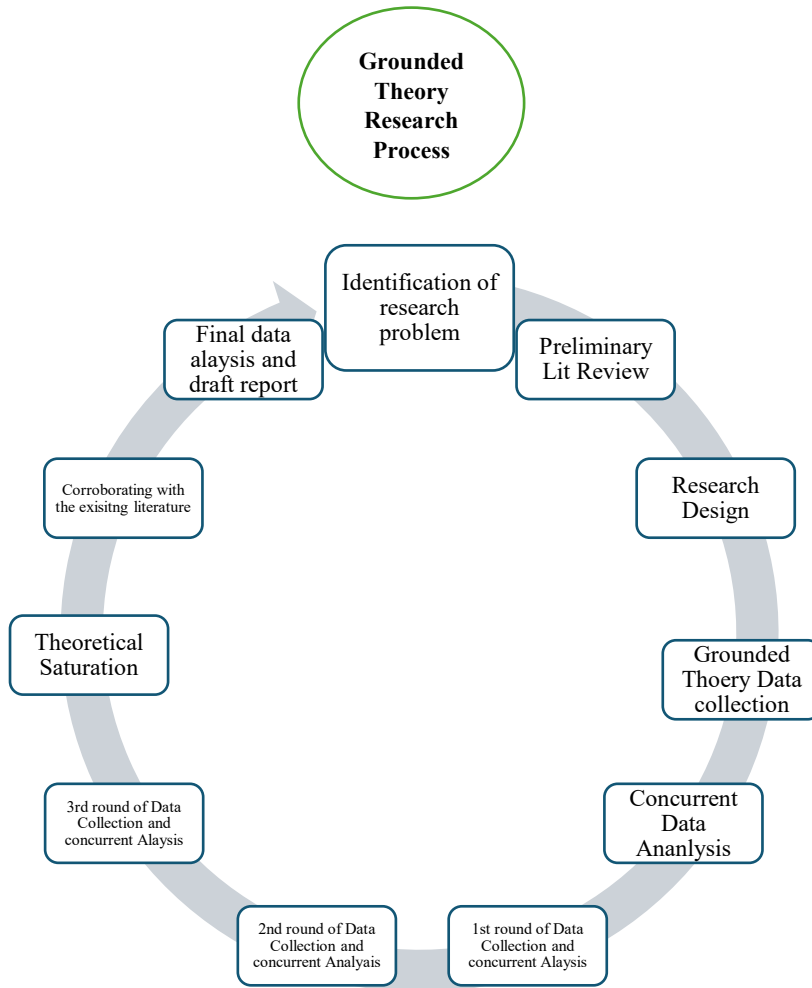 Grounded
Theory
Research
Process
Identification of
research
problem
Preliminary
Lit Review
Research
Design
Grounded
Thoery Data
collection
Concurrent
Data
Ananlysis
1st round of Data
Collection and
concurrent Alaysis
2nd round of Data
Collection and
concurrent Analyais
3rd round of Data
Collection and
concurrent Alaysis
Theoretical
Saturation
Corroborating with
the exisitng literature
Final data
alaysis and
draft report